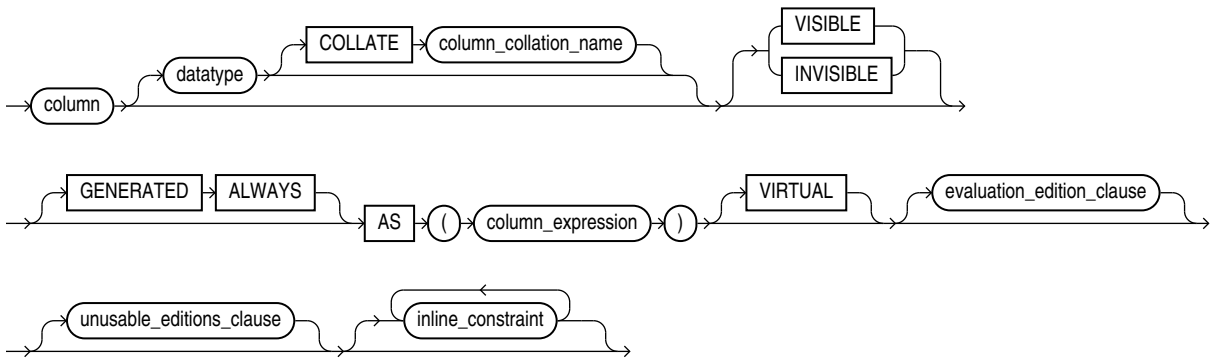 COLLATE column_collation_name VISIBLE
datatype INVISIBLE
column
GENERATED ALWAYS VIRTUAL evaluation_edition_clause
AS ( column_expression )
unusable_editions_clause inline_constraint